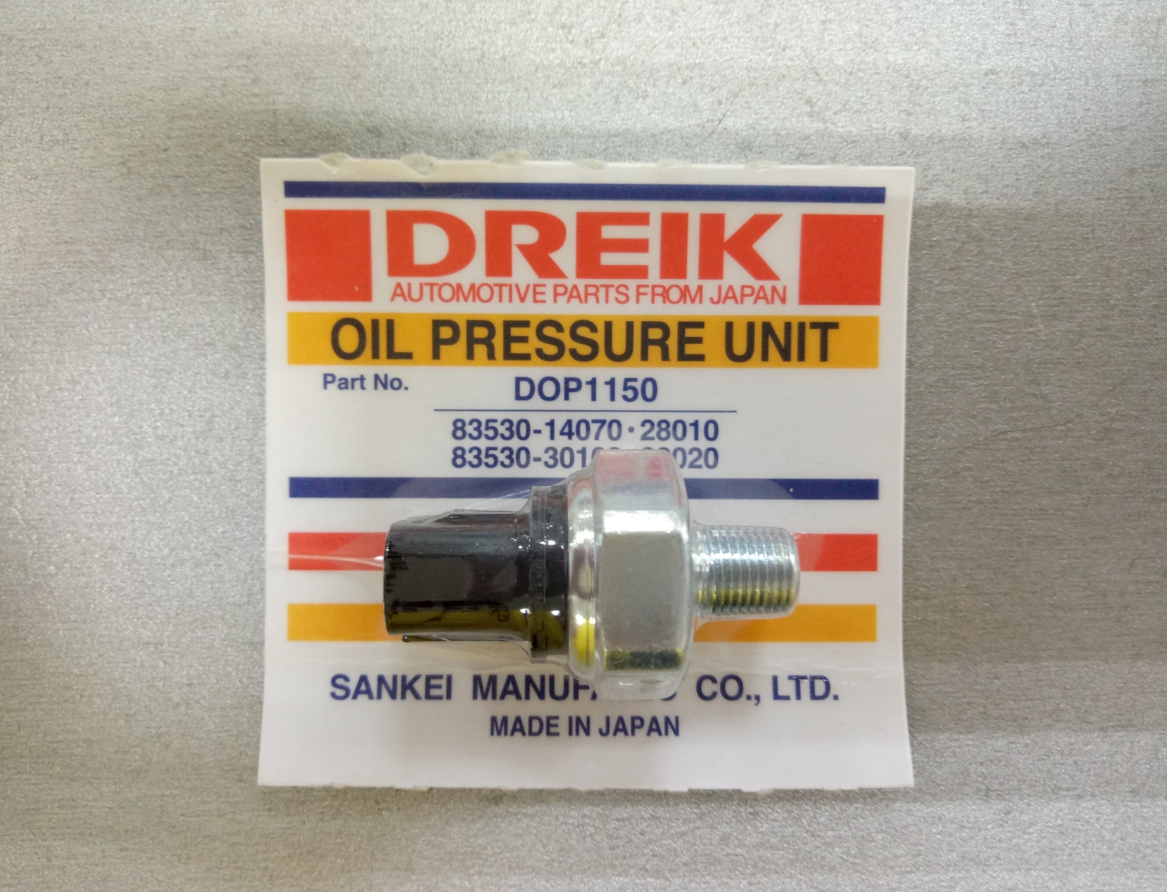 DREIK
AUTOMOTIVE PARTS FROM JAPAN
OIL PRESSURE UNIT
Part No.
DOP1150
83530-14070・28010
83530-
SANKEI CO., LTD.
MADE IN JAPAN